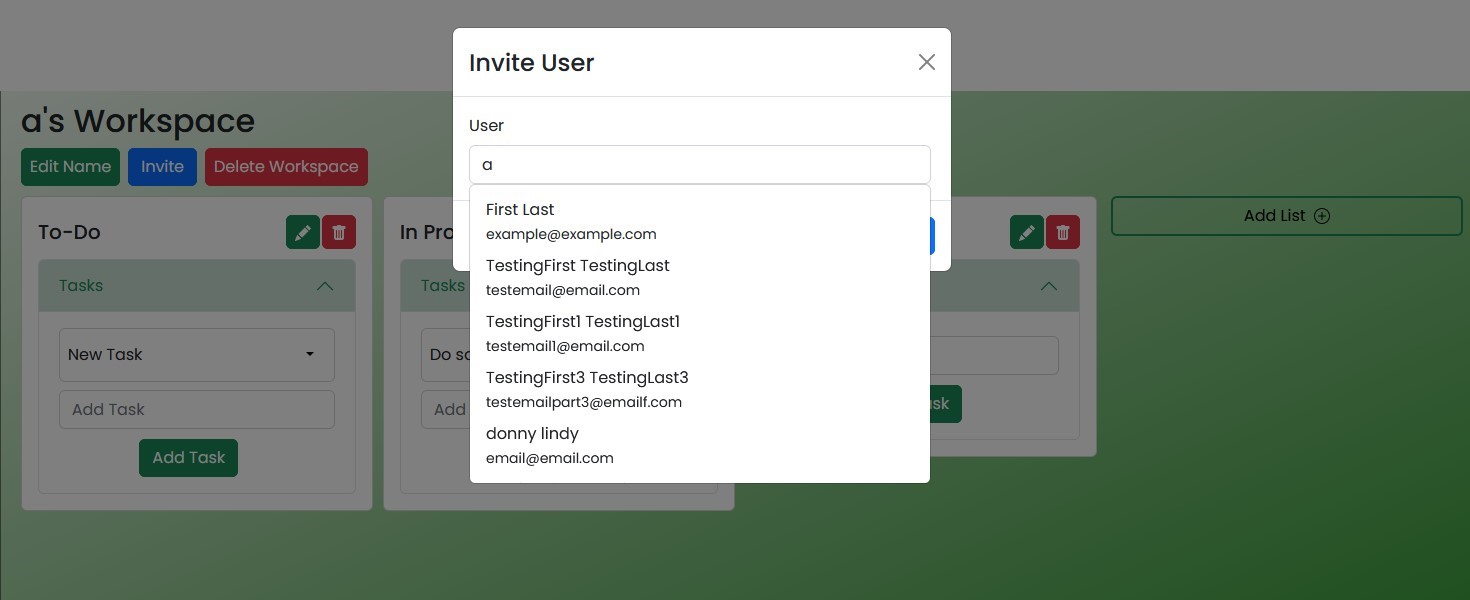 Invite User
User
a
First Last
example@example.com
TestingFirst TestingLast
testemail@email.com
TestingFirst1 TestingLast1
testemail1@email.com
TestingFirst3 TestingLast3
testemailpart3@emailf.com
donny lindy
email@email.com
a's Workspace
Edit Name
Invite
Delete Workspace
To-Do
Tasks
New Task
Add Task
Add Task
In Pro
Tasks
Do so
Add
sk
Add List